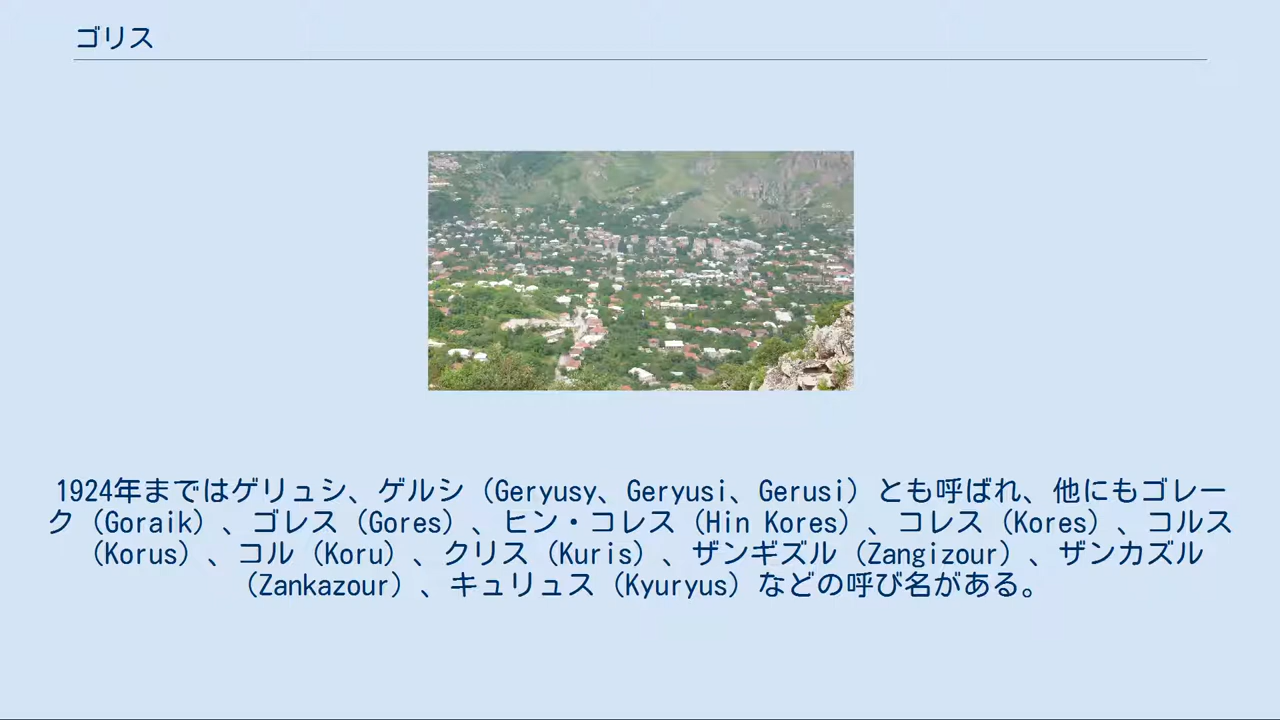 ゴリス
1924年まではゲリュシ、ゲルシ（Geryusy、Geryusi、Gerusi）とも呼ばれ、他にもゴレー
ク（Goraik）、ゴレス（Gores）、ヒン・コレス（Hin Kores）、コレス（Kores）、コルス
（Korus）、コル（Koru）、クリス（Kuris）、ザンギズル（Zangizour）、ザンカズル
（Zankazour）、キュリュス（Kyuryus）などの呼び名がある。